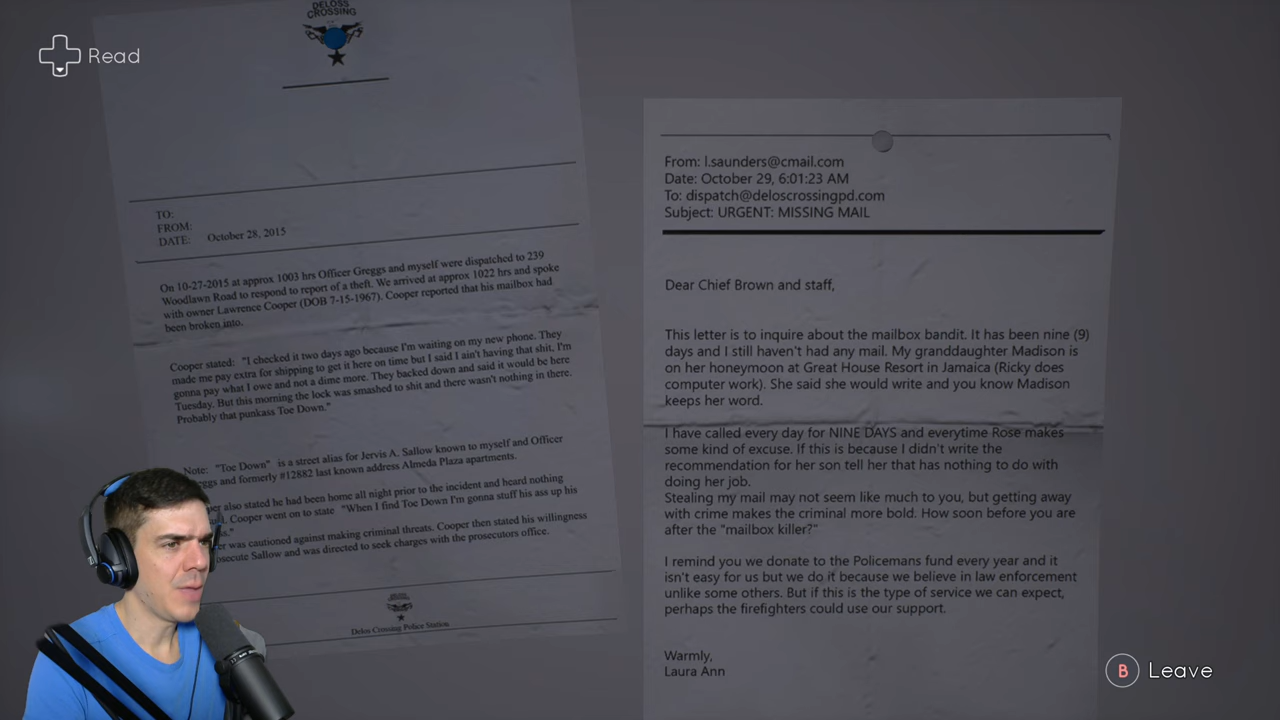 Read
DELOSS
CROSSING
TO:
FROM:
DATE: October 28, 2015
On 10-27-2015 at approx 1003 hrs Officer Greggs and myself were dispatched to 239
Woodlawn Road to respond to report of a theft. We arrived at approx 1022 hrs and spoke
with owner Lawrence Cooper (DOB 7-15-1967). Cooper reported that his mailbox had
been broken into.
Cooper stated: "I checked it two days ago because I'm waiting on my new phone. They
made me pay extra for shipping to get it here on time but I said I ain't having that shit, I'm
gonna pay what I owe and not a dime more. They backed down and said it would be here
Tuesday. But this morning the lock was smashed to shit and there wasn't nothing in there.
Probably that punkass Toe Down."
Note: "Toe Down" is a street alias for Jervis A. Sallow known to myself and Officer
and formerly #12882 last known address Almeda Plaza apartments.
also stated he had been home all night prior to the incident and heard nothing
Cooper went on to state "When I find Toe Down I'm gonna stuff his ass up his
was cautioned against making criminal threats. Cooper then stated his willingness
Sallow and was directed to seek charges with the prosecutors office.
Delos Crossing Police Station
From: l.saunders@cmail.com
Date: October 29, 6:01:23 AM
To: dispatch@deloscrossingpd.com
Subject: URGENT: MISSING MAIL
Dear Chief Brown and staff,
This letter is to inquire about the mailbox bandit. It has been nine (9)
days and I still haven't had any mail. My granddaughter Madison is
on her honeymoon at Great House Resort in Jamaica (Ricky does
computer work). She said she would write and you know Madison
keeps her word.
I have called every day for NINE DAYS and everytime Rose makes
some kind of excuse. If this is because I didn't write the
recommendation for her son tell her that has nothing to do with
doing her job.
Stealing my mail may not seem like much to you, but getting away
with crime makes the criminal more bold. How soon before you are
after the "mailbox killer?"
I remind you we donate to the Policemans fund every year and it
isn't easy for us but we do it because we believe in law enforcement
unlike some others. But if this is the type of service we can expect,
perhaps the firefighters could use our support.
Warmly,
Laura Ann
B Leave